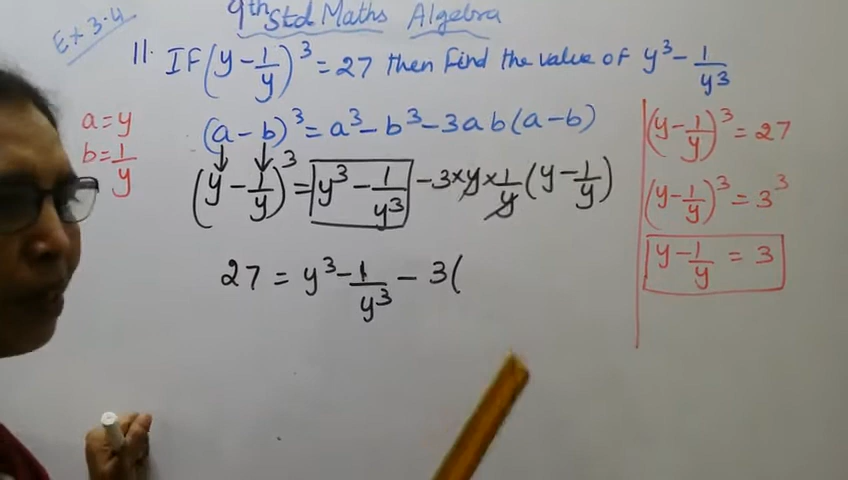 9th Std Maths Algebra
Ex 3.4
11. IF (y - 1/y)³ = 27 then Find the value of y³ - 1/y³
a = y
b = 1/y
(a - b)³ = a³ - b³ - 3ab(a - b)
(y - 1/y)³ = y³ - 1/y³ - 3 × y × 1/y (y - 1/y)
27 = y³ - 1/y³ - 3(
(y - 1/y)³ = 27
(y - 1/y)³ = 3³
y - 1/y = 3